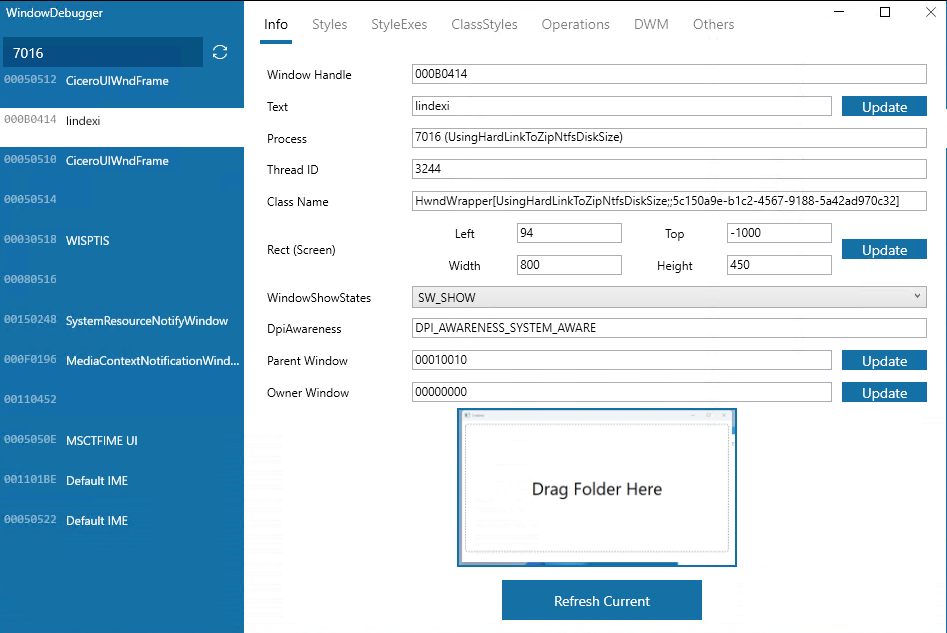 WindowDebugger
7016
00050512 CiceroUIWndFrame
000B0414 lindexi
00050510 CiceroUIWndFrame
00050514
00030518 WISPTIS
00080516
00150248 SystemResourceNotifyWindow
000F0196 MediaContextNotificationWind...
00110452
0005050E MSCTFIME UI
001101BE Default IME
00050522 Default IME
Info Styles StyleExes ClassStyles Operations DWM Others
Window Handle 000B0414
Text lindexi Update
Process 7016 (UsingHardLinkToZipNtfsDiskSize)
Thread ID 3244
Class Name HwndWrapper[UsingHardLinkToZipNtfsDiskSize;;5c150a9e-b1c2-4567-9188-5a42ad970c32]
Rect (Screen) Left 94 Top -1000 Update
Width 800 Height 450
WindowShowStates SW_SHOW
DpiAwareness DPI_AWARENESS_SYSTEM_AWARE
Parent Window 00010010 Update
Owner Window 00000000 Update
Drag Folder Here
Refresh Current